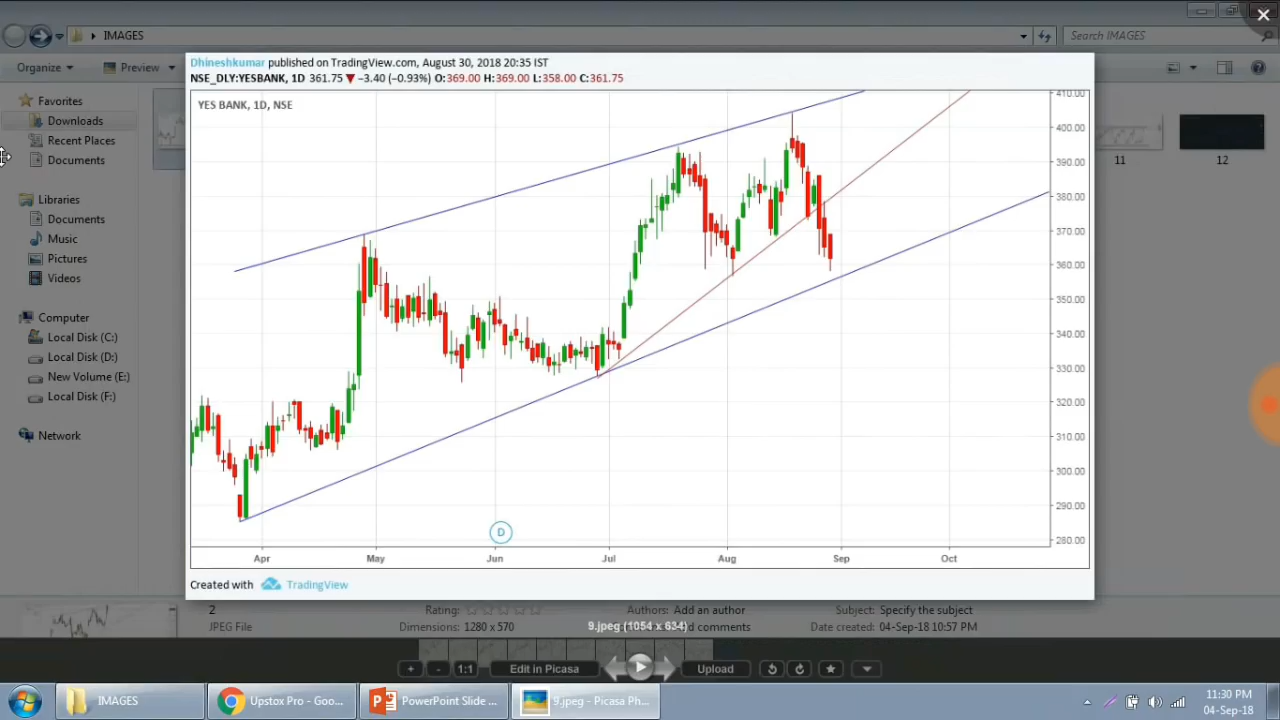 IMAGES
Search IMAGES
Organize
Preview
Favorites
Downloads
Recent Places
Documents
Libraries
Documents
Music
Pictures
Videos
Computer
Local Disk (C:)
Local Disk (D:)
New Volume (E:)
Local Disk (F:)
Network
11
12
Dhineshkumar published on TradingView.com, August 30, 2018 20:35 IST
NSE_DLY:YESBANK, 1D 361.75 ▼ −3.40 (−0.93%) O:369.00 H:369.00 L:358.00 C:361.75
YES BANK, 1D, NSE
410.00
400.00
390.00
380.00
370.00
360.00
350.00
340.00
330.00
320.00
310.00
300.00
290.00
280.00
D
Apr May Jun Jul Aug Sep Oct
Created with TradingView
2 Rating: Authors: Add an author Subject: Specify the subject
JPEG File Dimensions: 1280 x 570 9.jpeg (1054 x 634) comments Date created: 04-Sep-18 10:57 PM
+ - 1:1 Edit in Picasa Upload
IMAGES Upstox Pro - Goo... PowerPoint Slide ... 9.jpeg - Picasa Ph...
11:30 PM
04-Sep-18